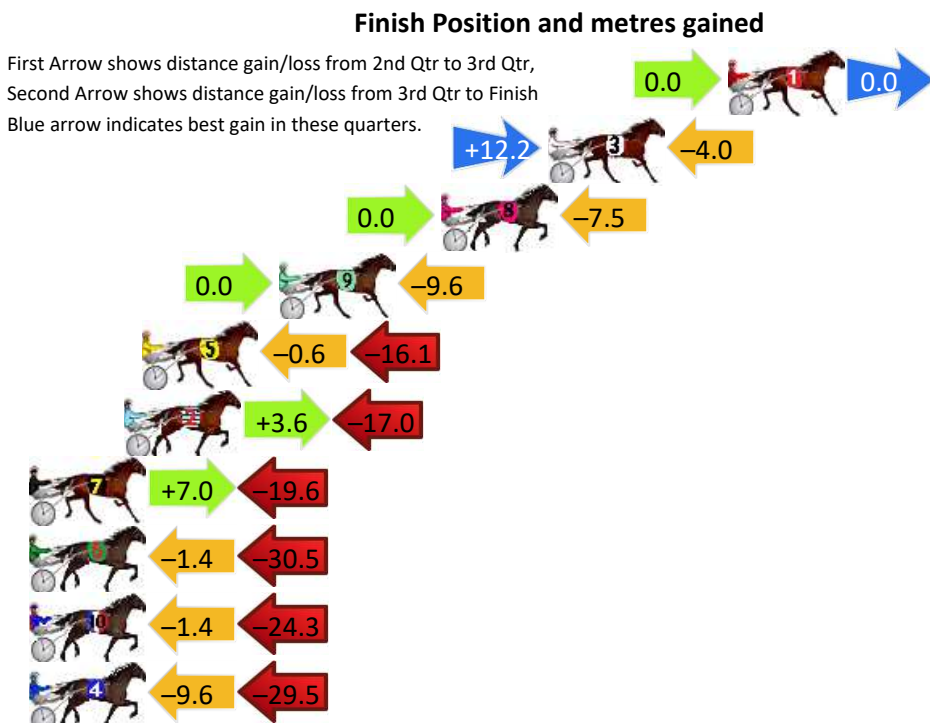 Finish Position and metres gained
First Arrow shows distance gain/loss from 2nd Qtr to 3rd Qtr,
Second Arrow shows distance gain/loss from 3rd Qtr to Finish
Blue arrow indicates best gain in these quarters.
0.0 1 0.0
+12.2 3 –4.0
0.0 8 –7.5
0.0 9 –9.6
5 –0.6 –16.1
2 +3.6 –17.0
7 +7.0 –19.6
6 –1.4 –30.5
10 –1.4 –24.3
4 –9.6 –29.5